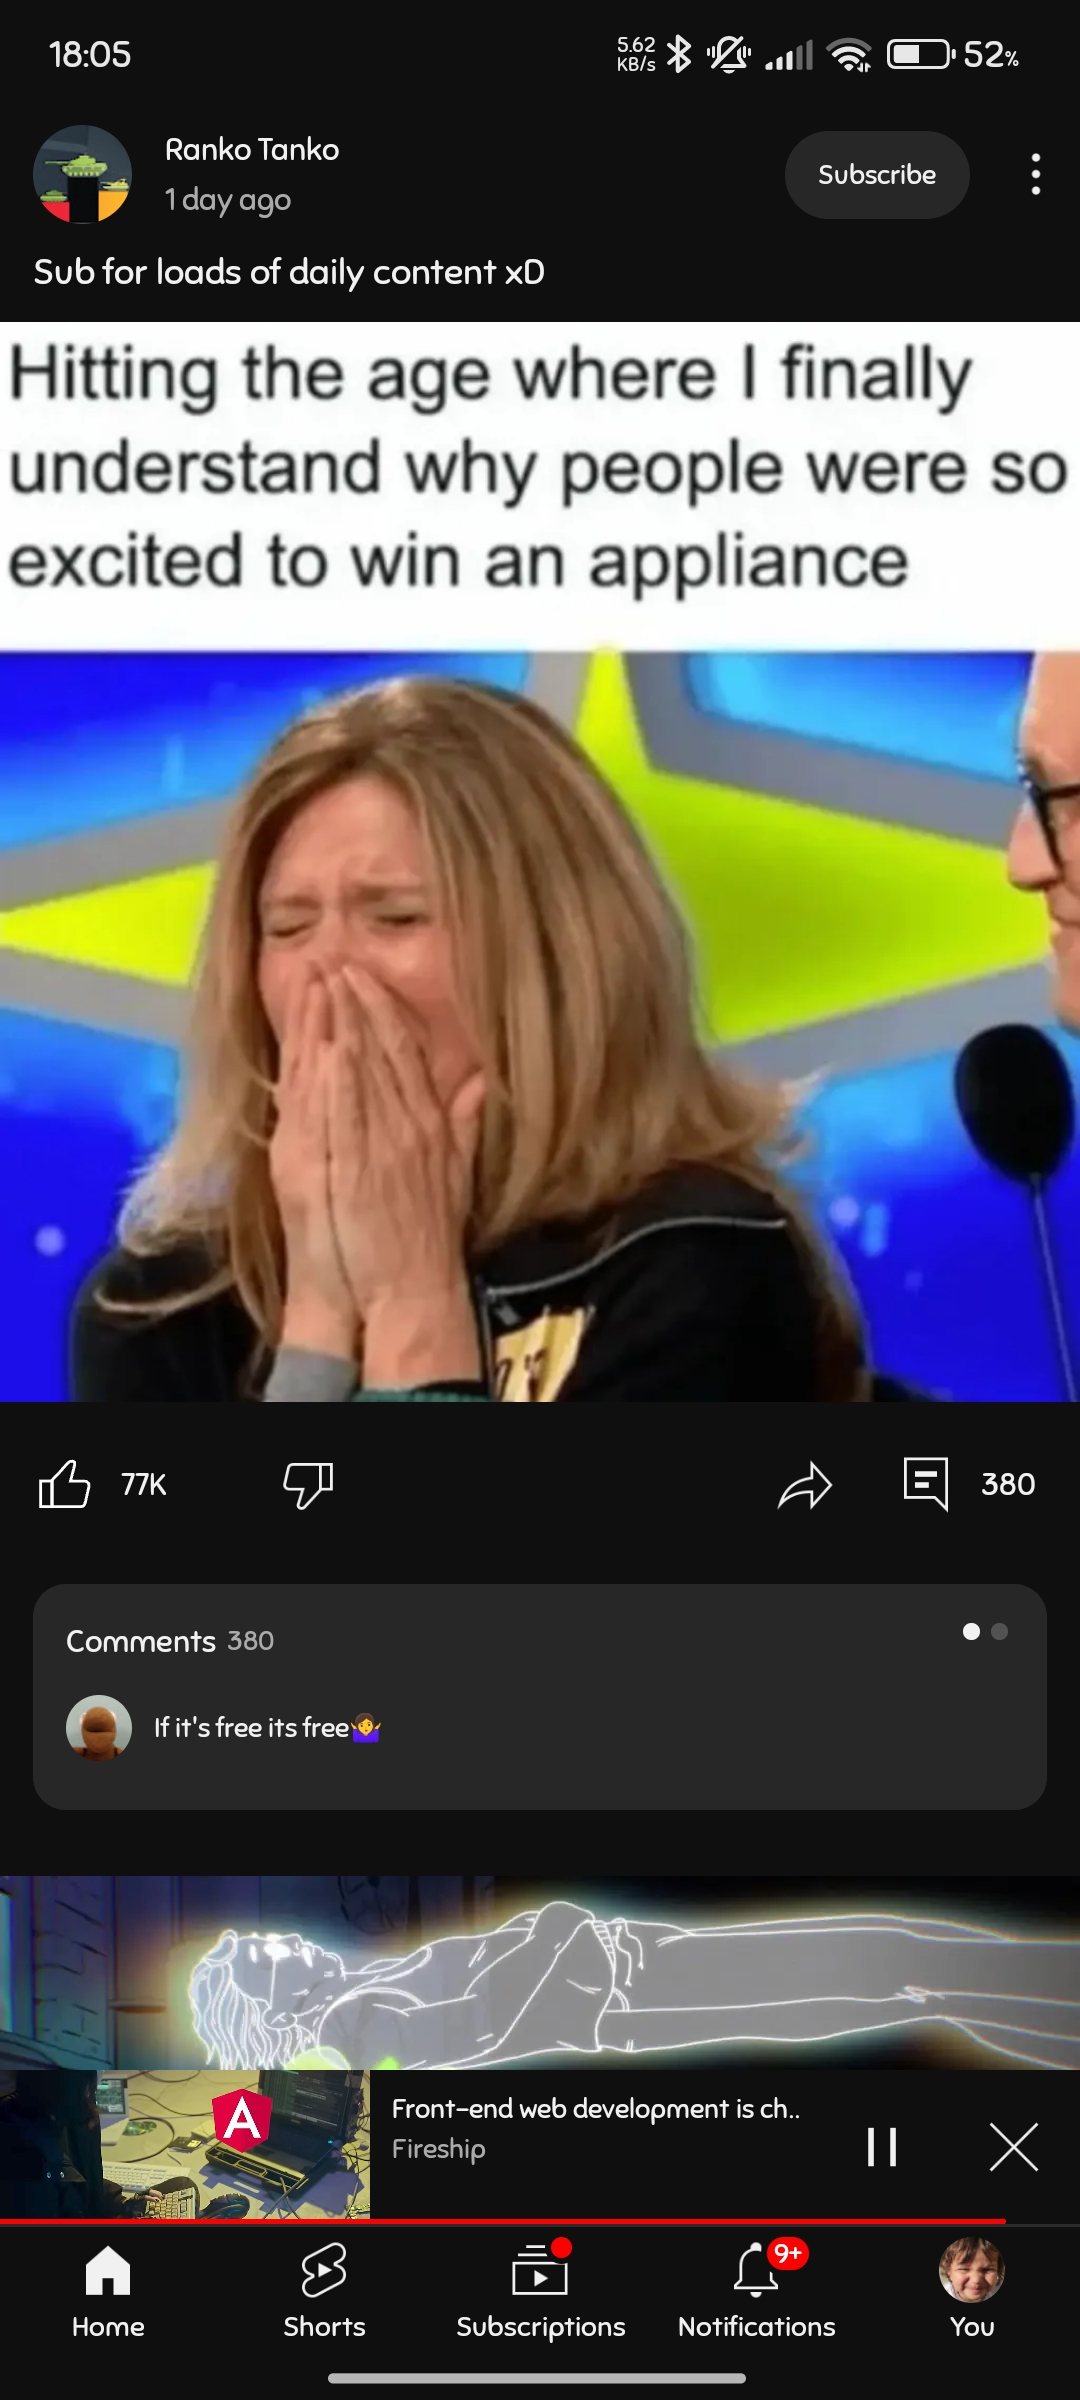 18:05
5.62
KB/s
52%
Ranko Tanko
1 day ago
Subscribe
Sub for loads of daily content xD
Hitting the age where I finally
understand why people were so
excited to win an appliance
77K
380
Comments 380
If it's free its free🤷‍♀️
A
Front-end web development is ch..
Fireship
9+
Home
Shorts
Subscriptions
Notifications
You